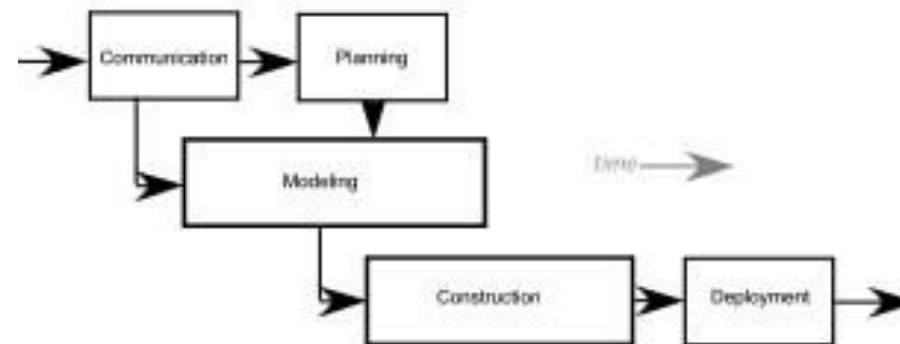 Communication
Planning
Modeling
time
Construction
Deployment